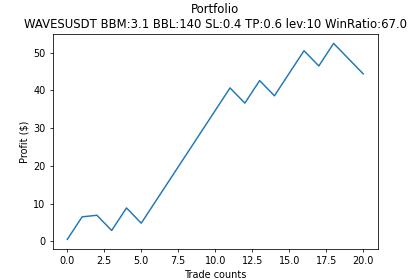 Portfolio
WAVESUSDT BBM:3.1 BBL:140 SL:0.4 TP:0.6 lev:10 WinRatio:67.0
50
40
30
20
10
0
Profit ($)
0.0 2.5 5.0 7.5 10.0 12.5 15.0 17.5 20.0
Trade counts